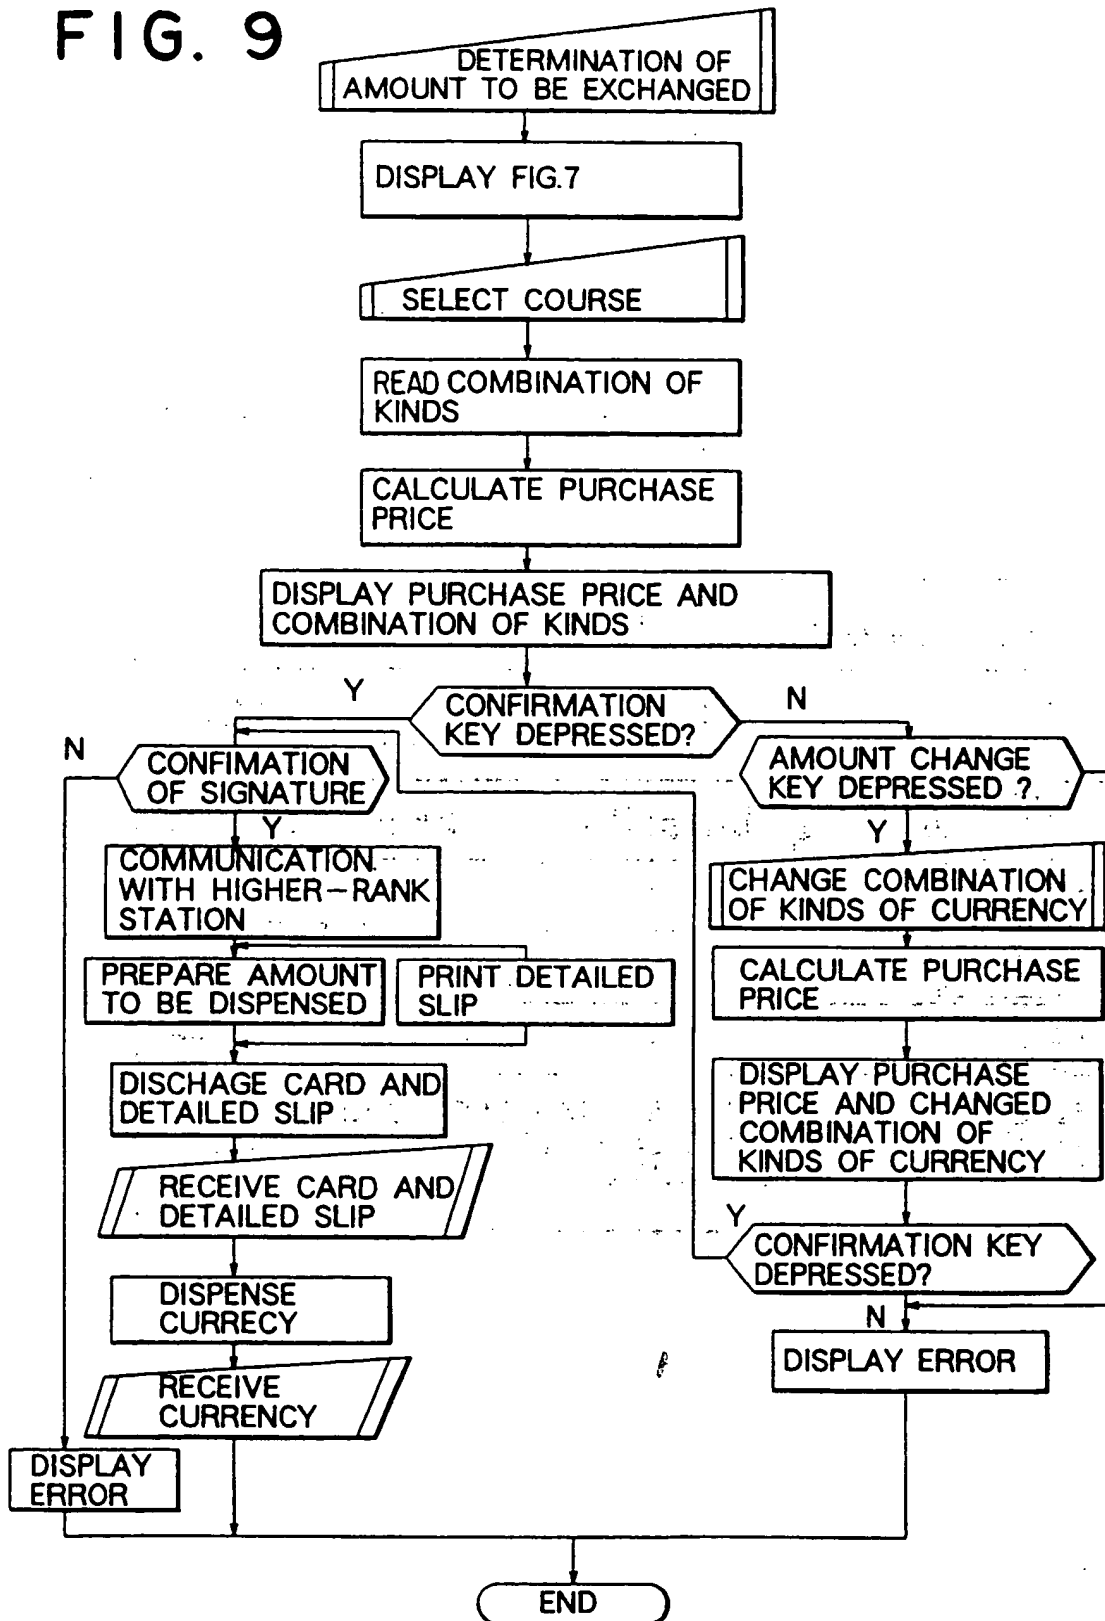 FIG. 9
DETERMINATION OF
AMOUNT TO BE EXCHANGED
DISPLAY FIG.7
SELECT COURSE
READ COMBINATION OF
KINDS
CALCULATE PURCHASE
PRICE
DISPLAY PURCHASE PRICE AND
COMBINATION OF KINDS
Y
CONFIRMATION
KEY DEPRESSED?
N
N
CONFIMATION
OF SIGNATURE
Y
AMOUNT CHANGE
KEY DEPRESSED ?
Y
COMMUNICATION
WITH HIGHER-RANK
STATION
CHANGE COMBINATION
OF KINDS OF CURRENCY
PREPARE AMOUNT
TO BE DISPENSED
PRINT DETAILED
SLIP
CALCULATE PURCHASE
PRICE
DISCHAGE CARD AND
DETAILED SLIP
DISPLAY PURCHASE
PRICE AND CHANGED
COMBINATION OF
KINDS OF CURRENCY
RECEIVE CARD AND
DETAILED SLIP
Y
CONFIRMATION KEY
DEPRESSED?
N
DISPENSE
CURRECY
DISPLAY ERROR
RECEIVE
CURRENCY
DISPLAY
ERROR
END